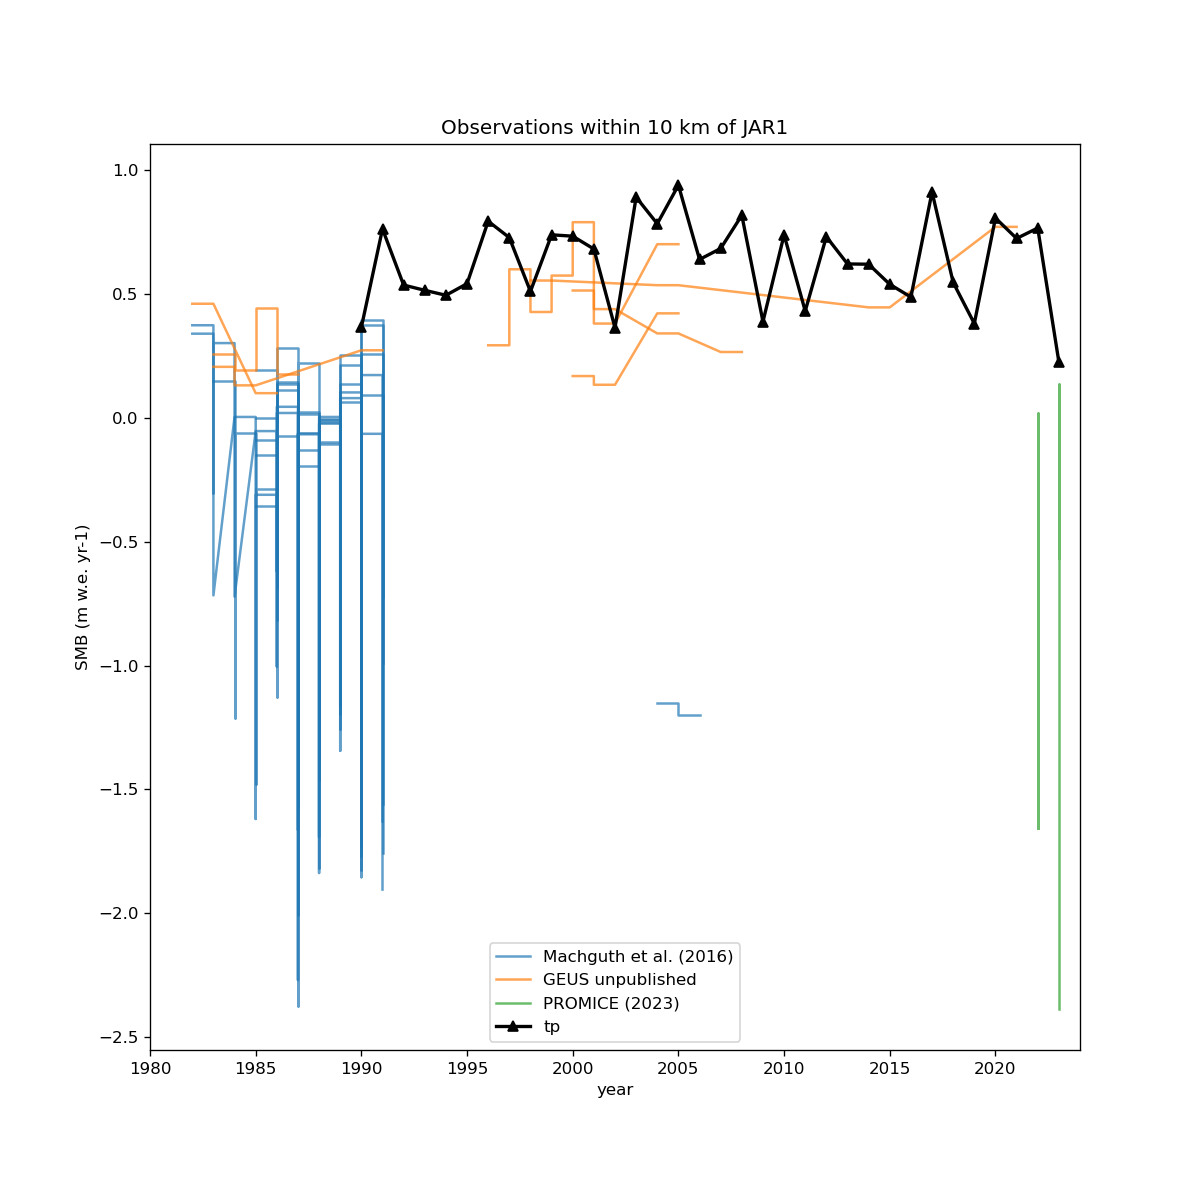 Observations within 10 km of JAR1
1.0
0.5
0.0
−0.5
−1.0
−1.5
−2.0
−2.5
SMB (m w.e. yr-1)
Machguth et al. (2016)
GEUS unpublished
PROMICE (2023)
tp
1980 1985 1990 1995 2000 2005 2010 2015 2020
year